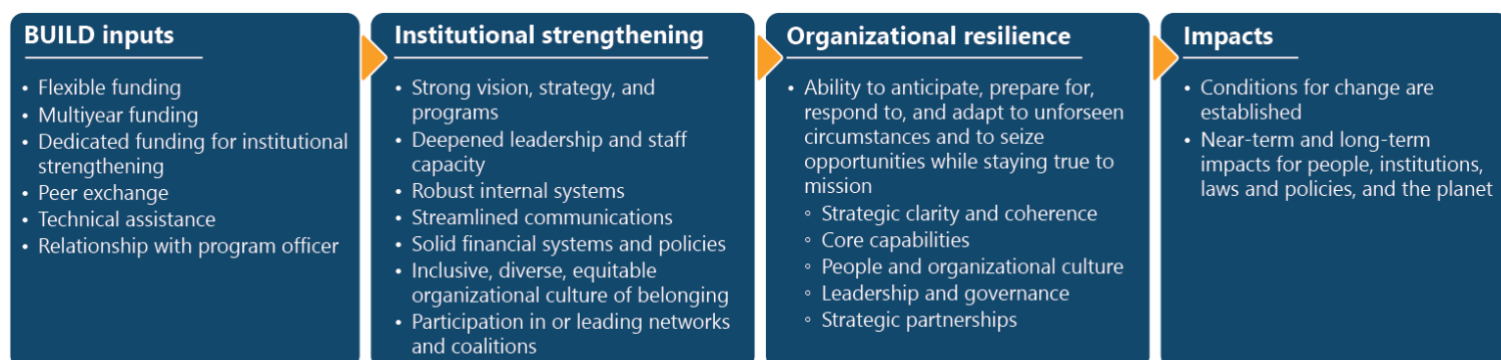 BUILD inputs
• Flexible funding
• Multiyear funding
• Dedicated funding for institutional
strengthening
• Peer exchange
• Technical assistance
• Relationship with program officer
Institutional strengthening
• Strong vision, strategy, and
programs
• Deepened leadership and staff
capacity
• Robust internal systems
• Streamlined communications
• Solid financial systems and policies
• Inclusive, diverse, equitable
organizational culture of belonging
• Participation in or leading networks
and coalitions
Organizational resilience
• Ability to anticipate, prepare for,
respond to, and adapt to unforseen
circumstances and to seize
opportunities while staying true to
mission
◦ Strategic clarity and coherence
◦ Core capabilities
◦ People and organizational culture
◦ Leadership and governance
◦ Strategic partnerships
Impacts
• Conditions for change are
established
• Near-term and long-term
impacts for people, institutions,
laws and policies, and the planet